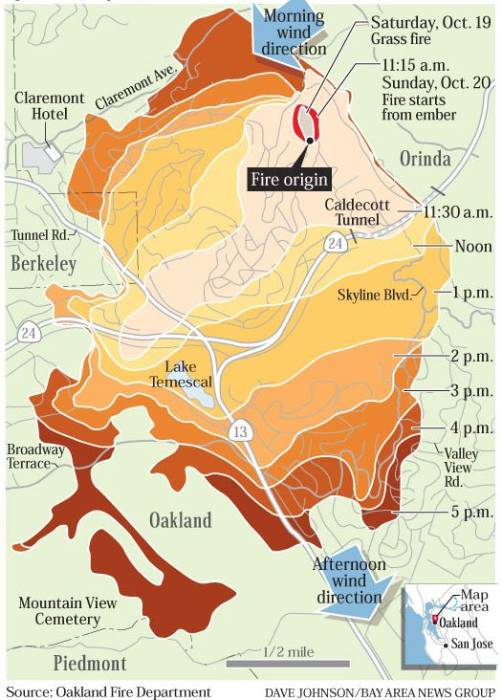 Morning
wind
direction
Saturday, Oct. 19
Grass fire
11:15 a.m.
Sunday, Oct. 20
Fire starts
from ember
Claremont Ave.
Claremont
Hotel
Orinda
Fire origin
Caldecott
Tunnel
11:30 a.m.
Tunnel Rd.
24
Noon
Berkeley
Skyline Blvd.
1 p.m.
24
2 p.m.
Lake
Temescal
3 p.m.
13
4 p.m.
Broadway
Terrace
Valley
View
Rd.
5 p.m.
Oakland
Afternoon
wind
direction
Mountain View
Cemetery
Map
area
Oakland
San Jose
Piedmont
1/2 mile
Source: Oakland Fire Department
DAVE JOHNSON/BAY AREA NEWS GROUP